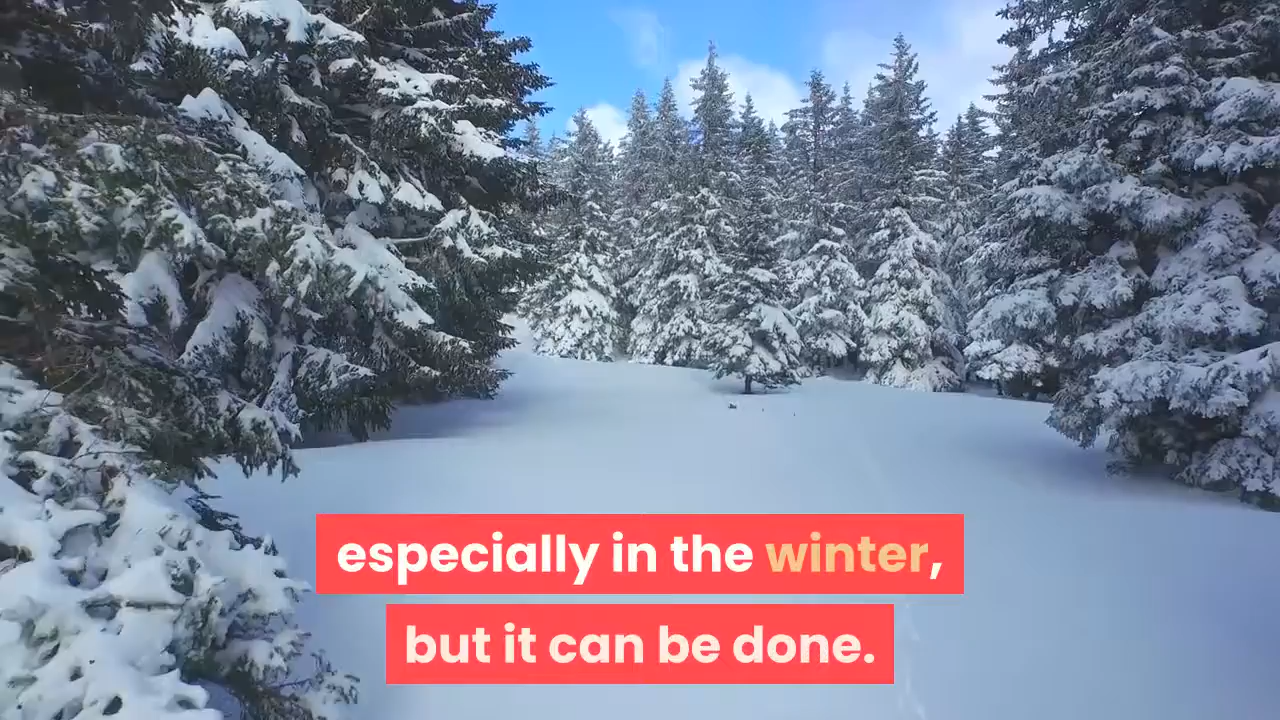 especially in the winter,
but it can be done.